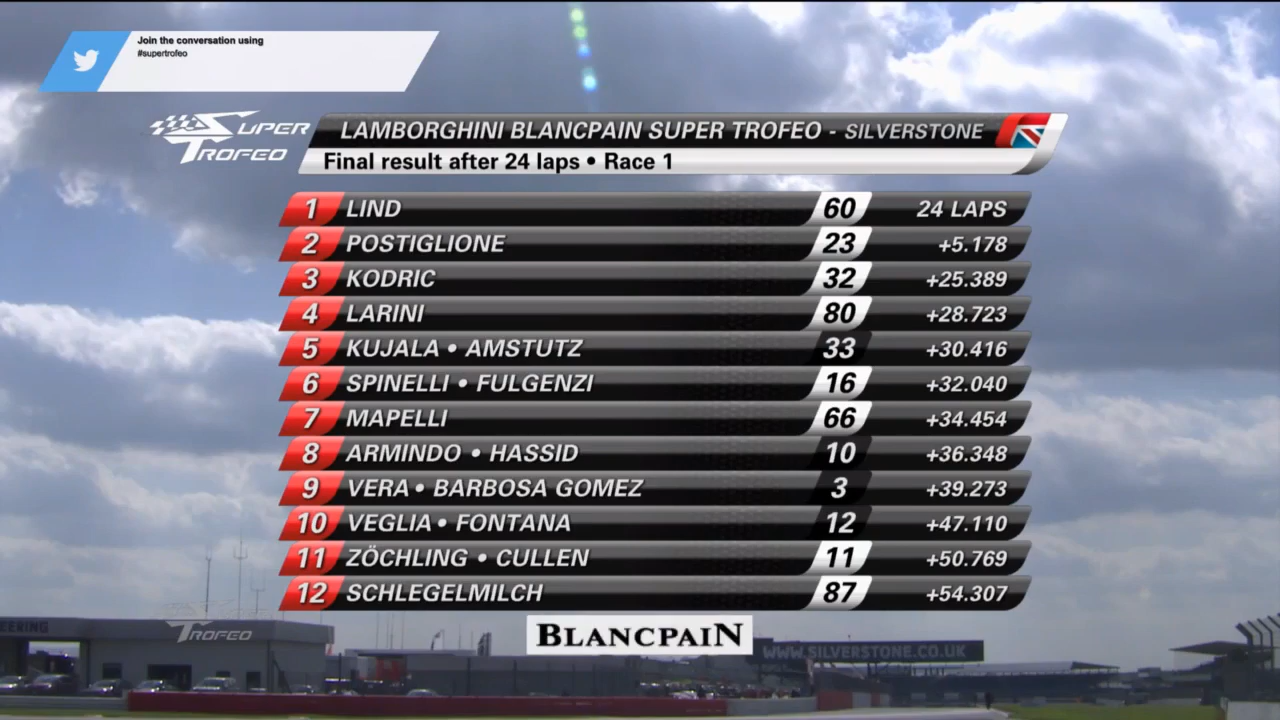 Join the conversation using
#supertrofeo
SUPER TROFEO
LAMBORGHINI BLANCPAIN SUPER TROFEO - SILVERSTONE
Final result after 24 laps • Race 1
1 LIND 60 24 LAPS
2 POSTIGLIONE 23 +5.178
3 KODRIC 32 +25.389
4 LARINI 80 +28.723
5 KUJALA • AMSTUTZ 33 +30.416
6 SPINELLI • FULGENZI 16 +32.040
7 MAPELLI 66 +34.454
8 ARMINDO • HASSID 10 +36.348
9 VERA • BARBOSA GOMEZ 3 +39.273
10 VEGLIA • FONTANA 12 +47.110
11 ZÖCHLING • CULLEN 11 +50.769
12 SCHLEGELMILCH 87 +54.307
EERING
TROFEO
BLANCPAIN
WWW.SILVERSTONE.CO.UK